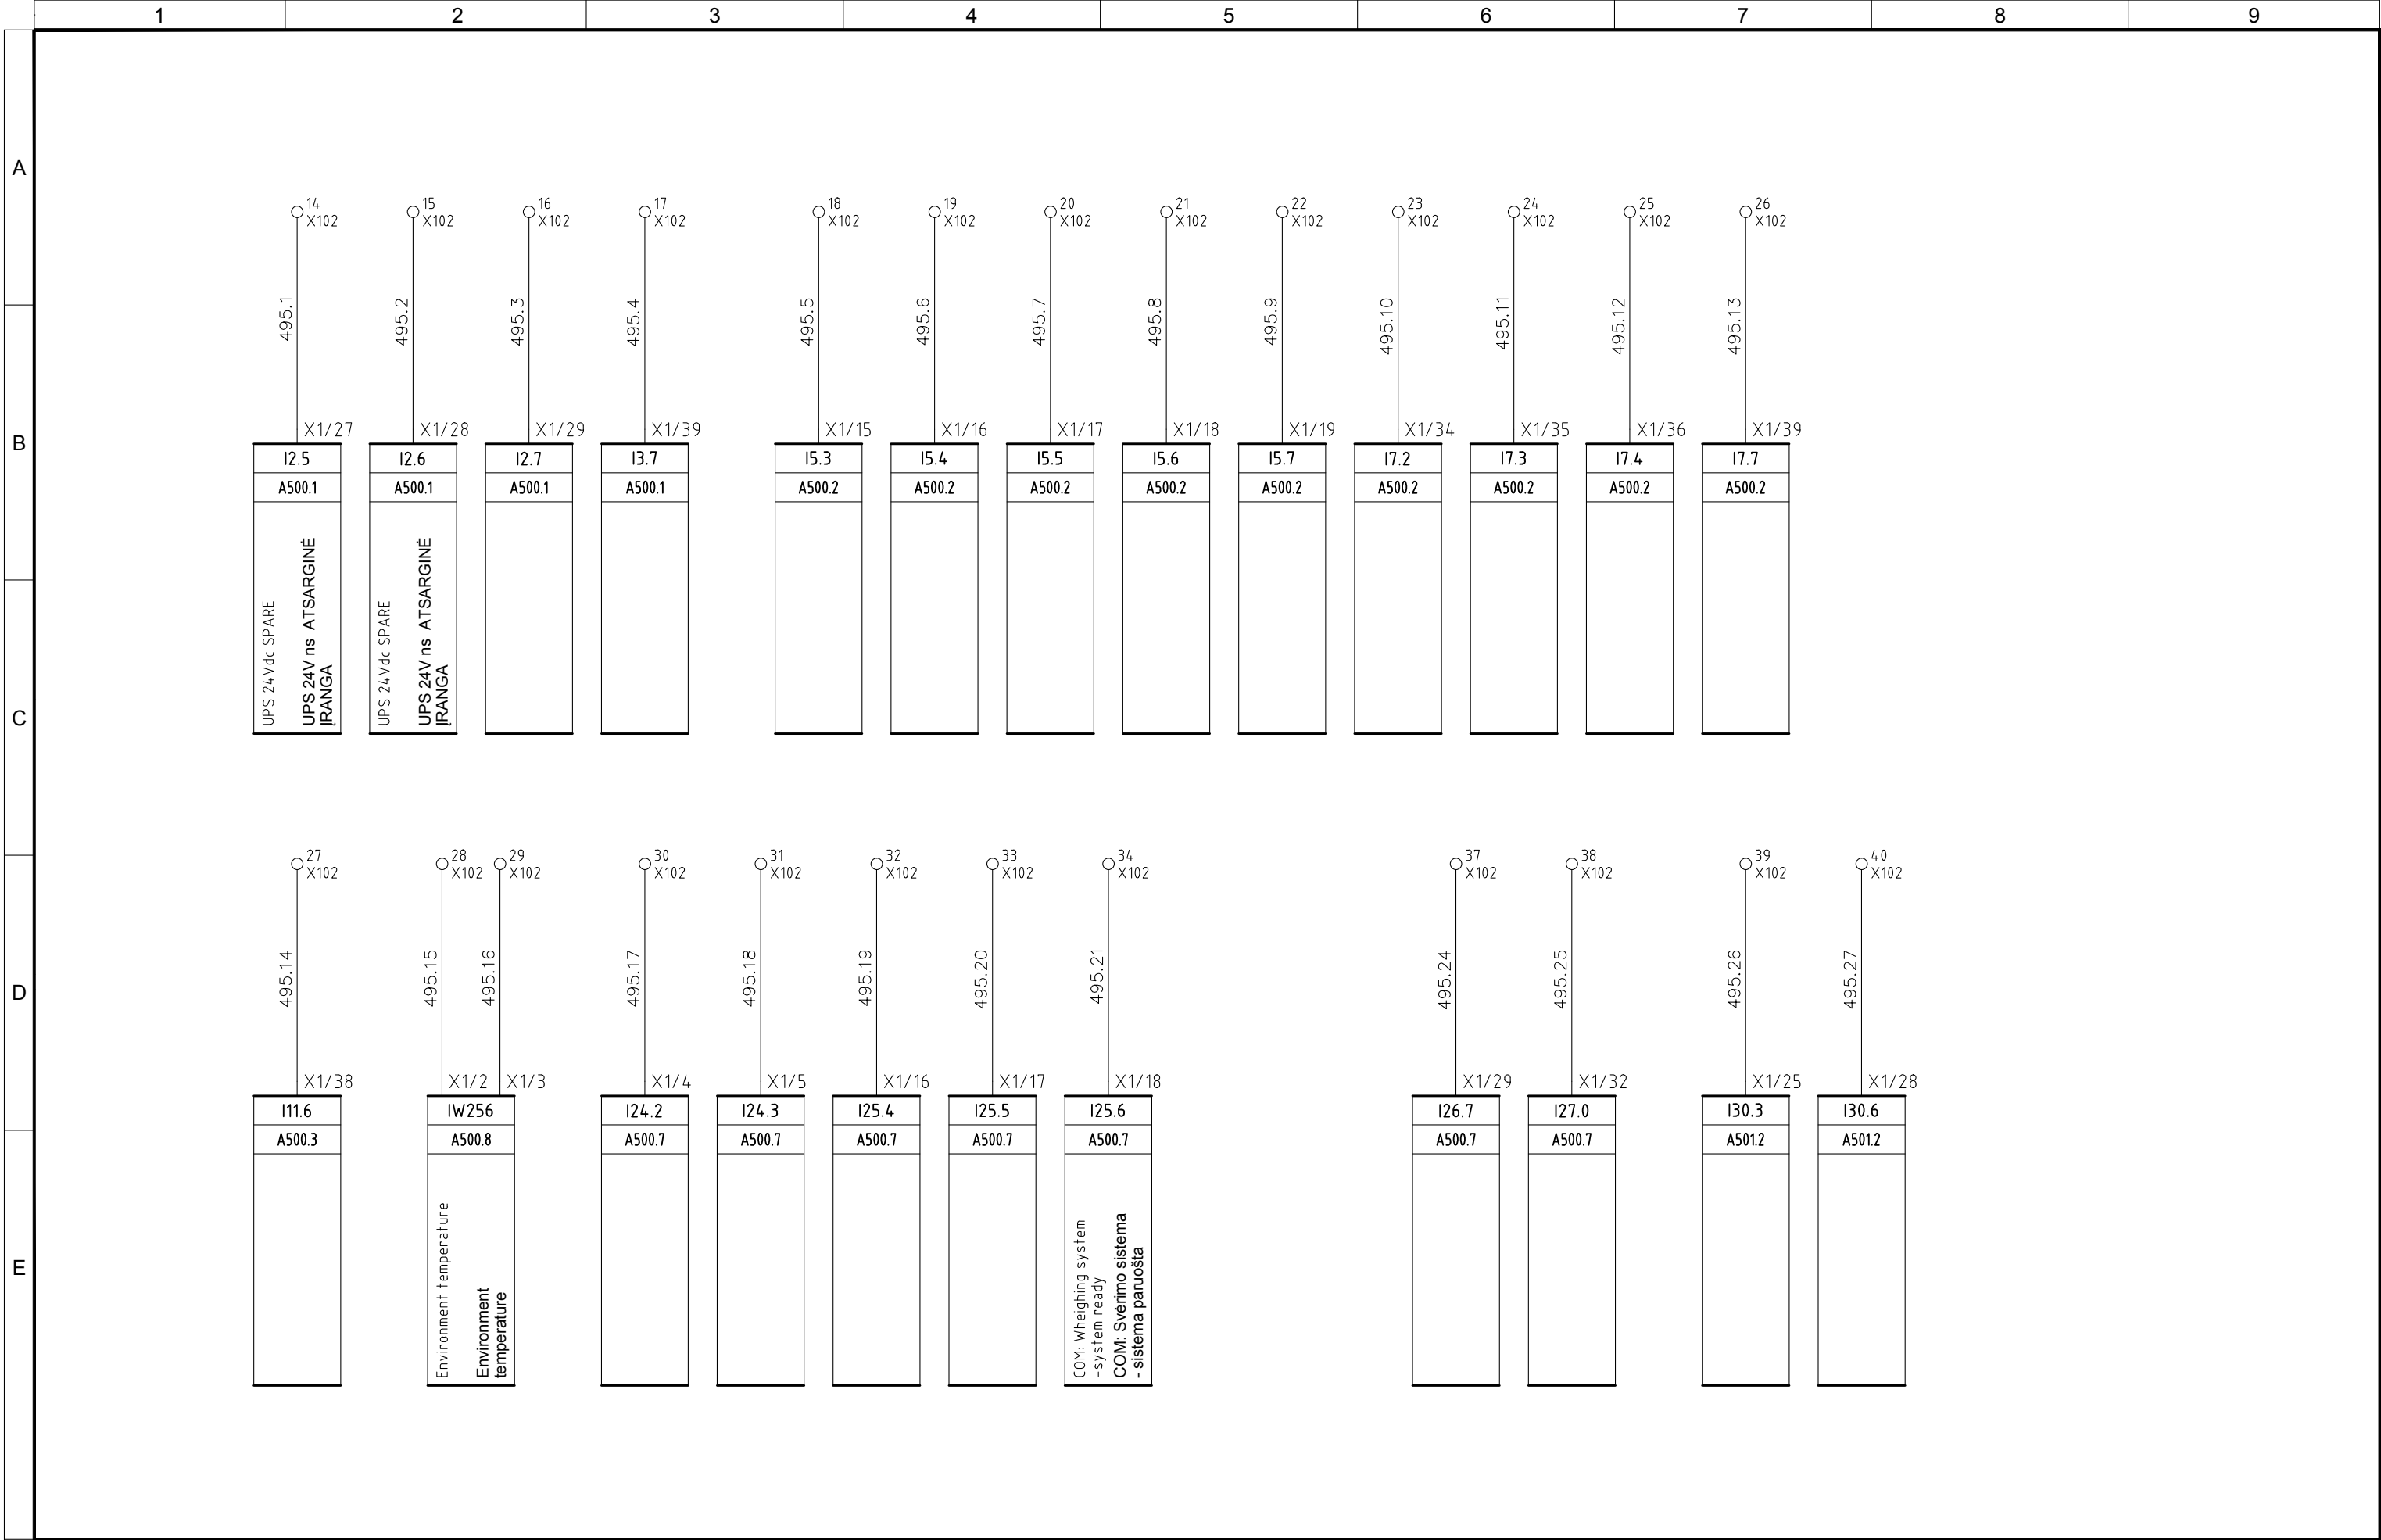 1 2 3 4 5 6 7 8 9
A
14 15 16 17 18 19 20 21 22 23 24 25 26
X102 X102 X102 X102 X102 X102 X102 X102 X102 X102 X102 X102 X102
495.1 495.2 495.3 495.4 495.5 495.6 495.7 495.8 495.9 495.10 495.11 495.12 495.13
B
X1/27 X1/28 X1/29 X1/39 X1/15 X1/16 X1/17 X1/18 X1/19 X1/34 X1/35 X1/36 X1/39
I2.5 I2.6 I2.7 I3.7 I5.3 I5.4 I5.5 I5.6 I5.7 I7.2 I7.3 I7.4 I7.7
A500.1 A500.1 A500.1 A500.1 A500.2 A500.2 A500.2 A500.2 A500.2 A500.2 A500.2 A500.2 A500.2
UPS 24Vdc SPARE
UPS 24V ns ATSARGINĖ
ĮRANGA
UPS 24Vdc SPARE
UPS 24V ns ATSARGINĖ
ĮRANGA
C
27 28 29 30 31 32 33 34 37 38 39 40
X102 X102 X102 X102 X102 X102 X102 X102 X102 X102 X102 X102
495.14 495.15 495.16 495.17 495.18 495.19 495.20 495.21 495.24 495.25 495.26 495.27
D
X1/38 X1/2 X1/3 X1/4 X1/5 X1/16 X1/17 X1/18 X1/29 X1/32 X1/25 X1/28
I11.6 IW256 I24.2 I24.3 I25.4 I25.5 I25.6 I26.7 I27.0 I30.3 I30.6
A500.3 A500.8 A500.7 A500.7 A500.7 A500.7 A500.7 A500.7 A500.7 A501.2 A501.2
Environment temperature
Environment
temperature
COM: Wheighing system
-system ready
COM: Svėrimo sistema
- sistema paruošta
E